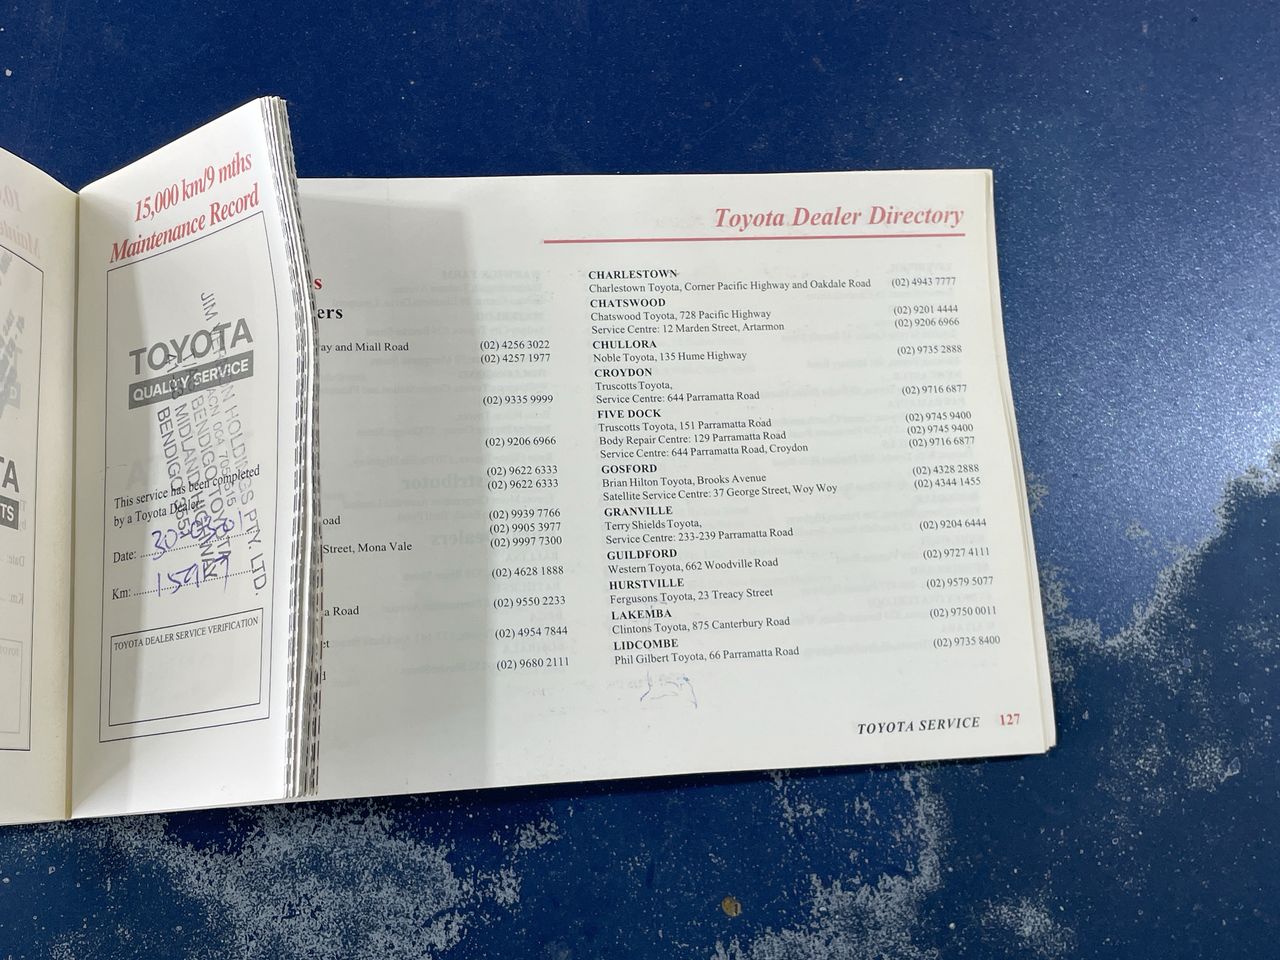 15,000 km/9 mths
Maintenance Record
TOYOTA
QUALITY SERVICE
HOLDINGS PTY. LTD.
ACN 004
BENDIGO TOYOTA
MIDLAND HIGHWAY
BENDIGO
This service has been completed
by a Toyota Dealer.
Date:
Km:
TOYOTA DEALER SERVICE VERIFICATION
Toyota Dealer Directory
ay and Miall Road (02) 4256 3022
(02) 4257 1977
(02) 9335 9999
(02) 9206 6966
(02) 9622 6333
(02) 9622 6333
oad (02) 9939 7766
(02) 9905 3977
Street, Mona Vale (02) 9997 7300
(02) 4628 1888
a Road (02) 9550 2233
et (02) 4954 7844
(02) 9680 2111
CHARLESTOWN
Charlestown Toyota, Corner Pacific Highway and Oakdale Road (02) 4943 7777
CHATSWOOD
Chatswood Toyota, 728 Pacific Highway (02) 9201 4444
Service Centre: 12 Marden Street, Artarmon (02) 9206 6966
CHULLORA
Noble Toyota, 135 Hume Highway (02) 9735 2888
CROYDON
Truscotts Toyota,
Service Centre: 644 Parramatta Road (02) 9716 6877
FIVE DOCK
Truscotts Toyota, 151 Parramatta Road (02) 9745 9400
Body Repair Centre: 129 Parramatta Road (02) 9745 9400
Service Centre: 644 Parramatta Road, Croydon (02) 9716 6877
GOSFORD
Brian Hilton Toyota, Brooks Avenue (02) 4328 2888
Satellite Service Centre: 37 George Street, Woy Woy (02) 4344 1455
GRANVILLE
Terry Shields Toyota,
Service Centre: 233-239 Parramatta Road (02) 9204 6444
GUILDFORD
Western Toyota, 662 Woodville Road (02) 9727 4111
HURSTVILLE
Fergusons Toyota, 23 Treacy Street (02) 9579 5077
LAKEMBA
Clintons Toyota, 875 Canterbury Road (02) 9750 0011
LIDCOMBE
Phil Gilbert Toyota, 66 Parramatta Road (02) 9735 8400
TOYOTA SERVICE 127